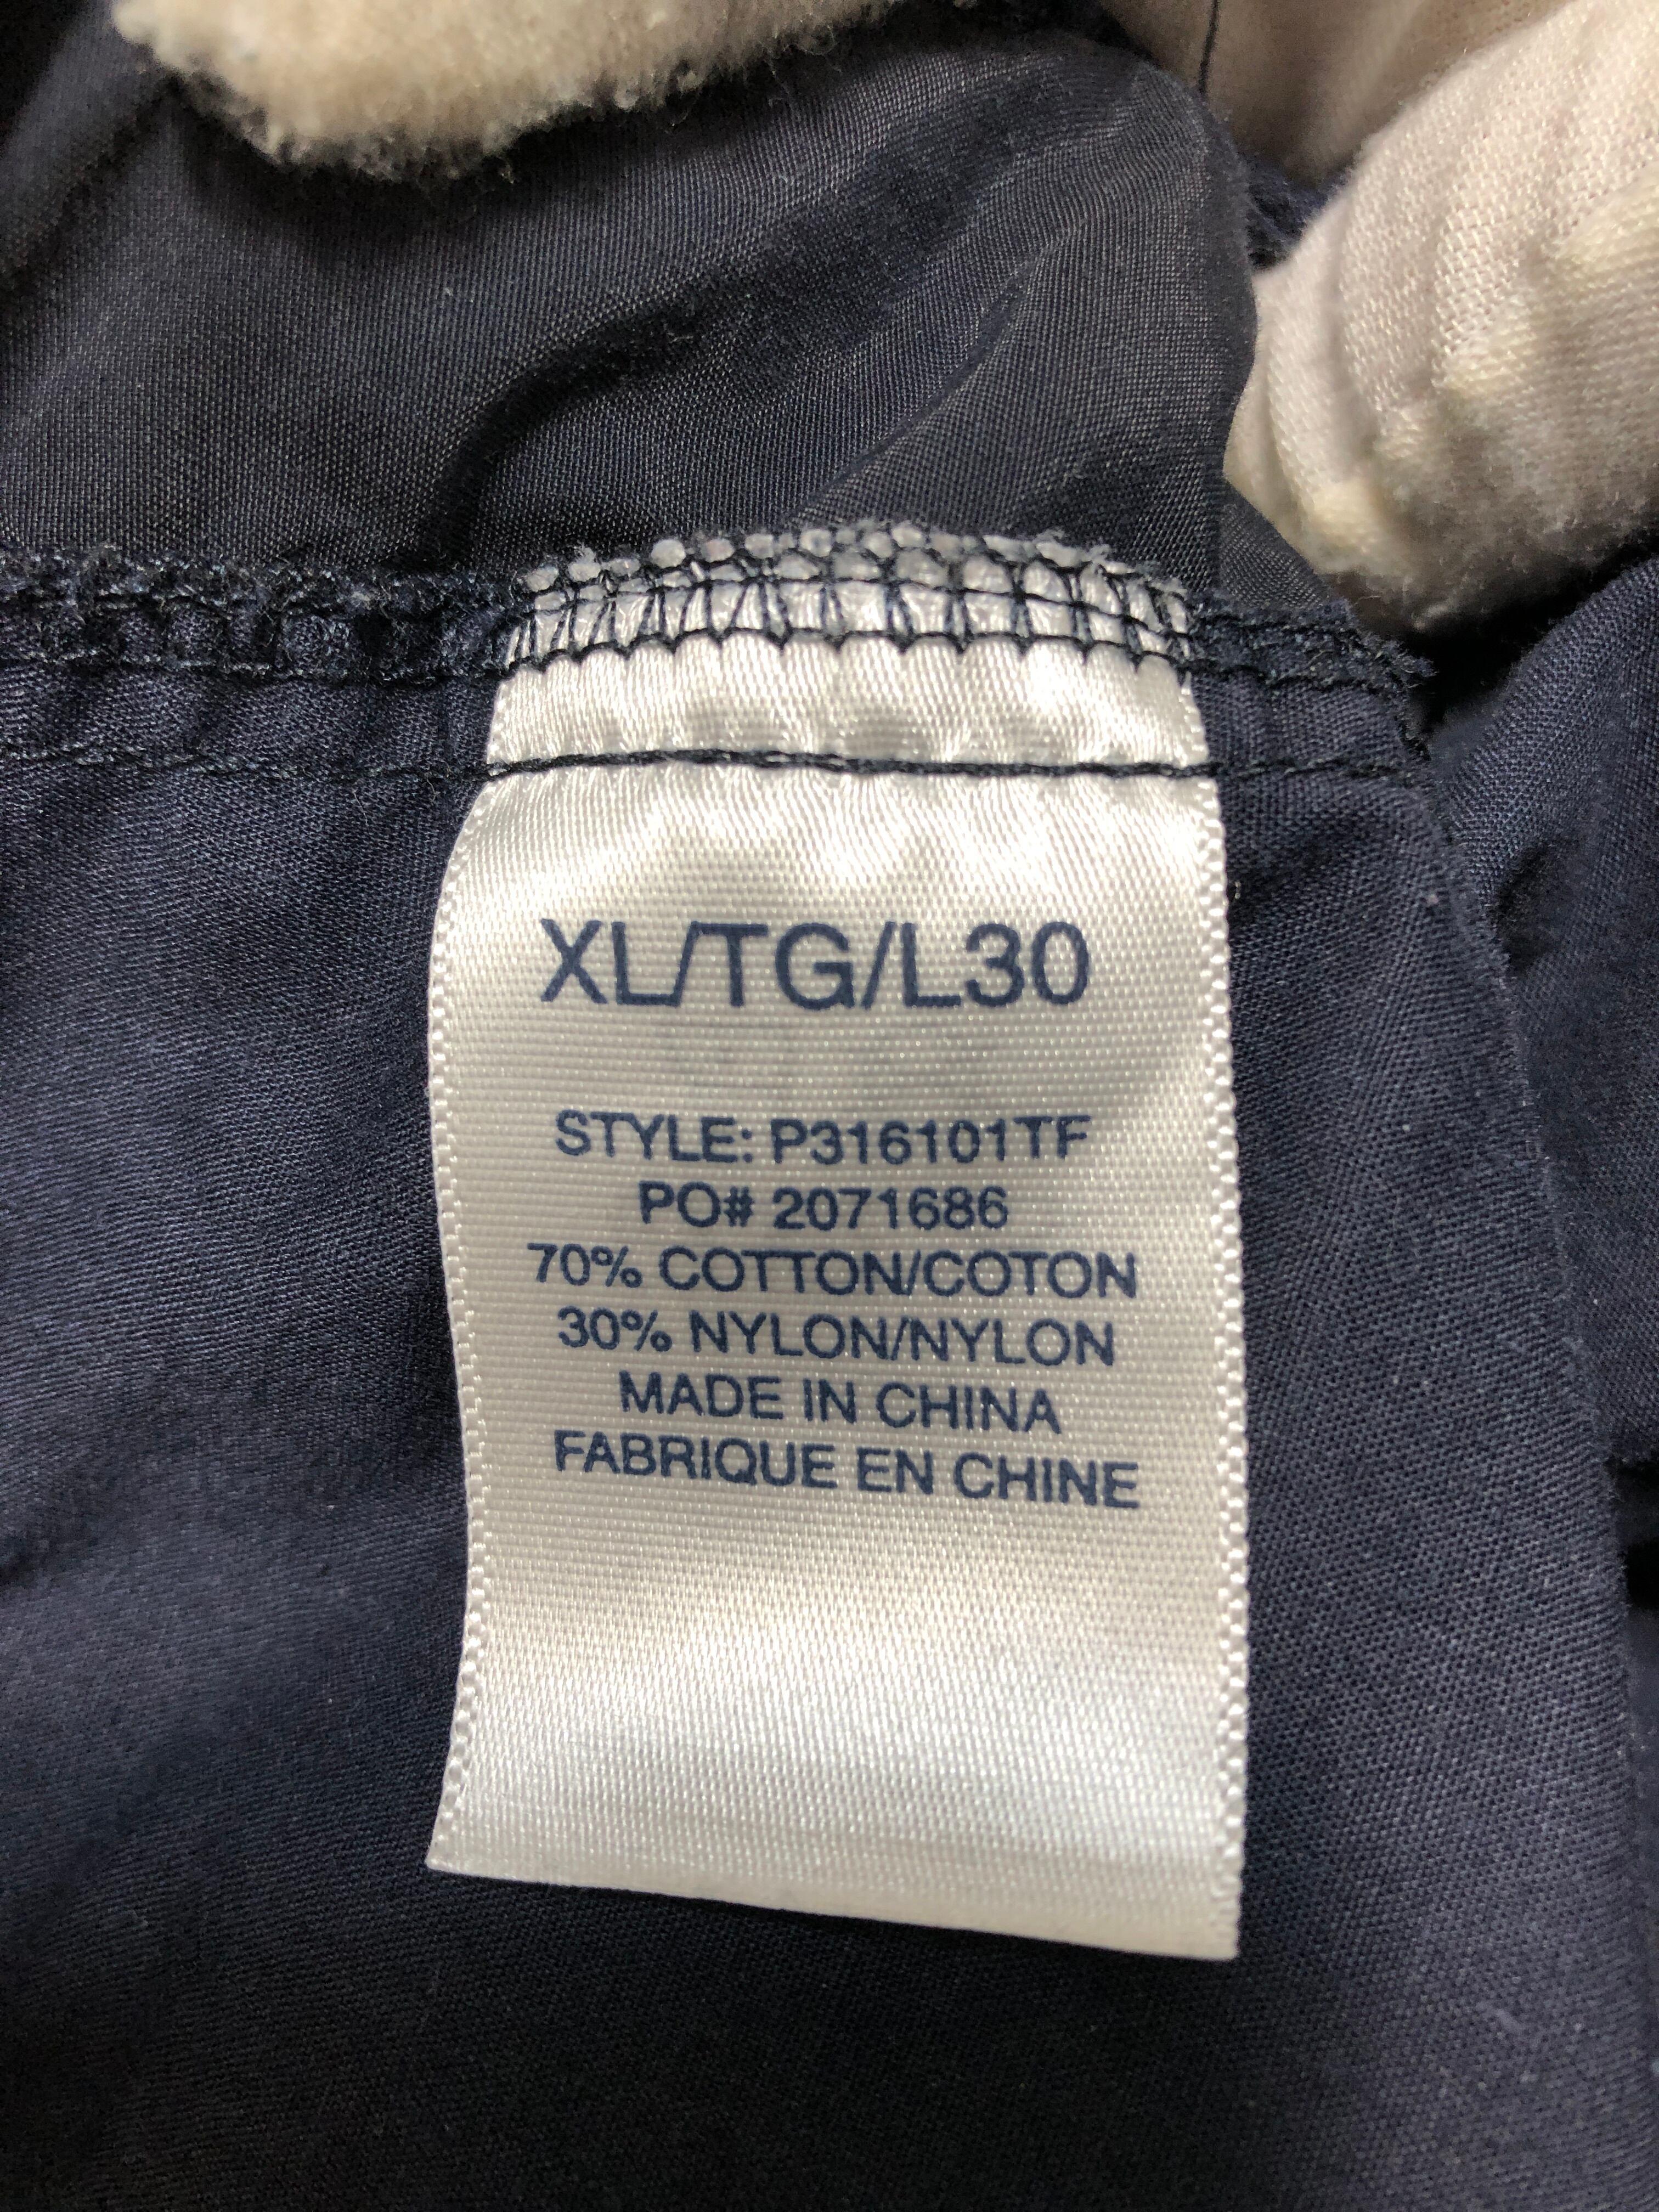 XL/TG/L30
STYLE: P316101TF
PO# 2071686
70% COTTON/COTON
30% NYLON/NYLON
MADE IN CHINA
FABRIQUE EN CHINE